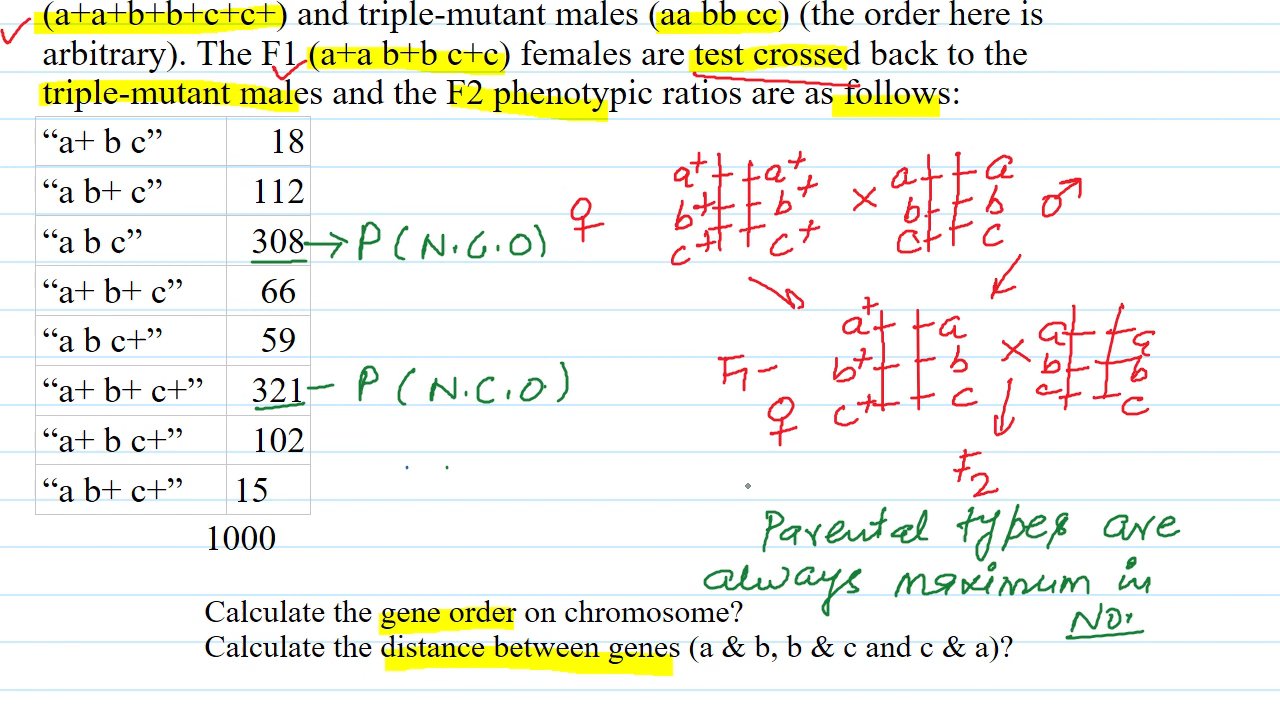 (a+a+b+b+c+c+) and triple-mutant males (aa bb cc) (the order here is
arbitrary). The F1 (a+a b+b c+c) females are test crossed back to the
triple-mutant males and the F2 phenotypic ratios are as follows:
“a+ b c” 18
“a b+ c” 112
“a b c” 308 → P (N.C.O)
“a+ b+ c” 66
“a b c+” 59
“a+ b+ c+” 321 – P (N.C.O)
“a+ b c+” 102
“a b+ c+” 15
1000
♀ a+ a+ × a a ♂
b+ b+ b b
c+ c+ c c
a+ a × a a
F1 – b+ b b b
♀ c+ c c c
F2
Parental types are
always maximum in
No.
Calculate the gene order on chromosome?
Calculate the distance between genes (a & b, b & c and c & a)?